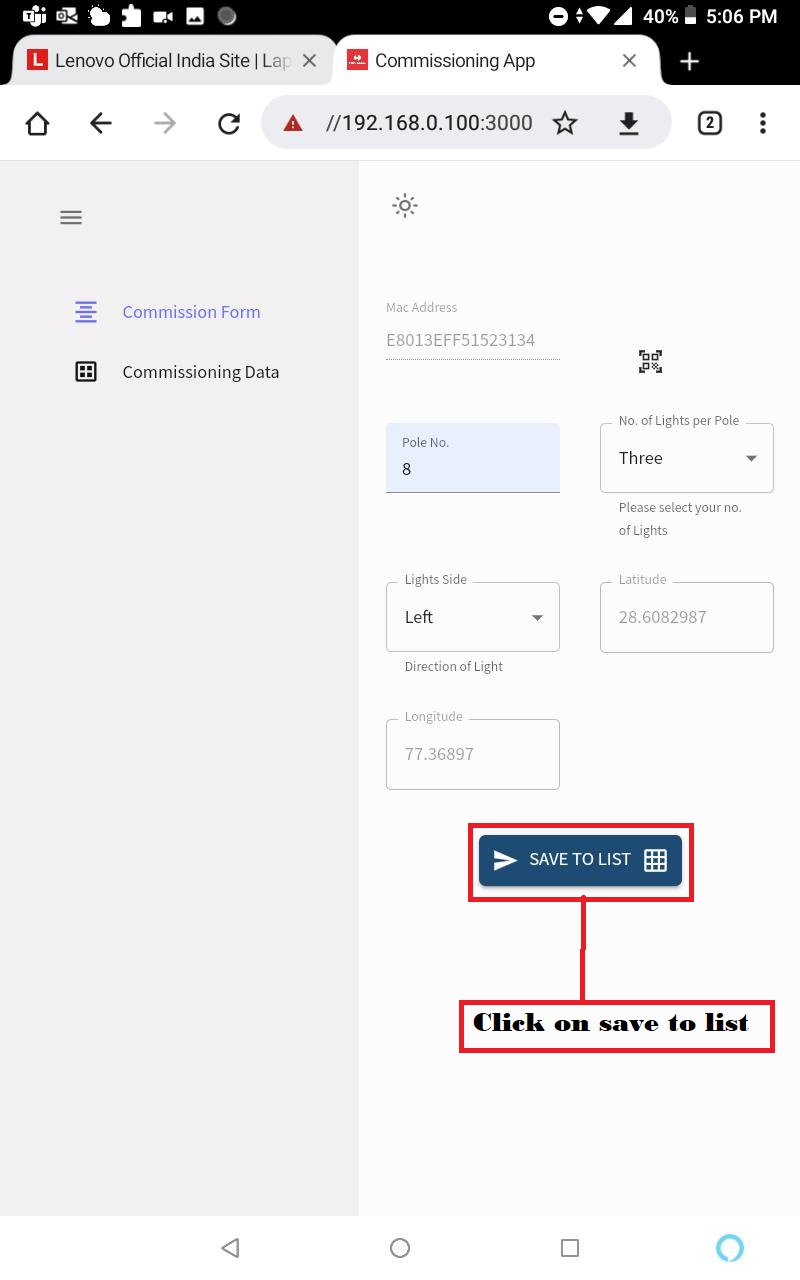 40% 5:06 PM
Lenovo Official India Site | Lap
Commissioning App
//192.168.0.100:3000
2
Commission Form
Commissioning Data
Mac Address
E8013EFF51523134
Pole No.
8
No. of Lights per Pole
Three
Please select your no.
of Lights
Lights Side
Left
Direction of Light
Latitude
28.6082987
Longitude
77.36897
SAVE TO LIST
Click on save to list